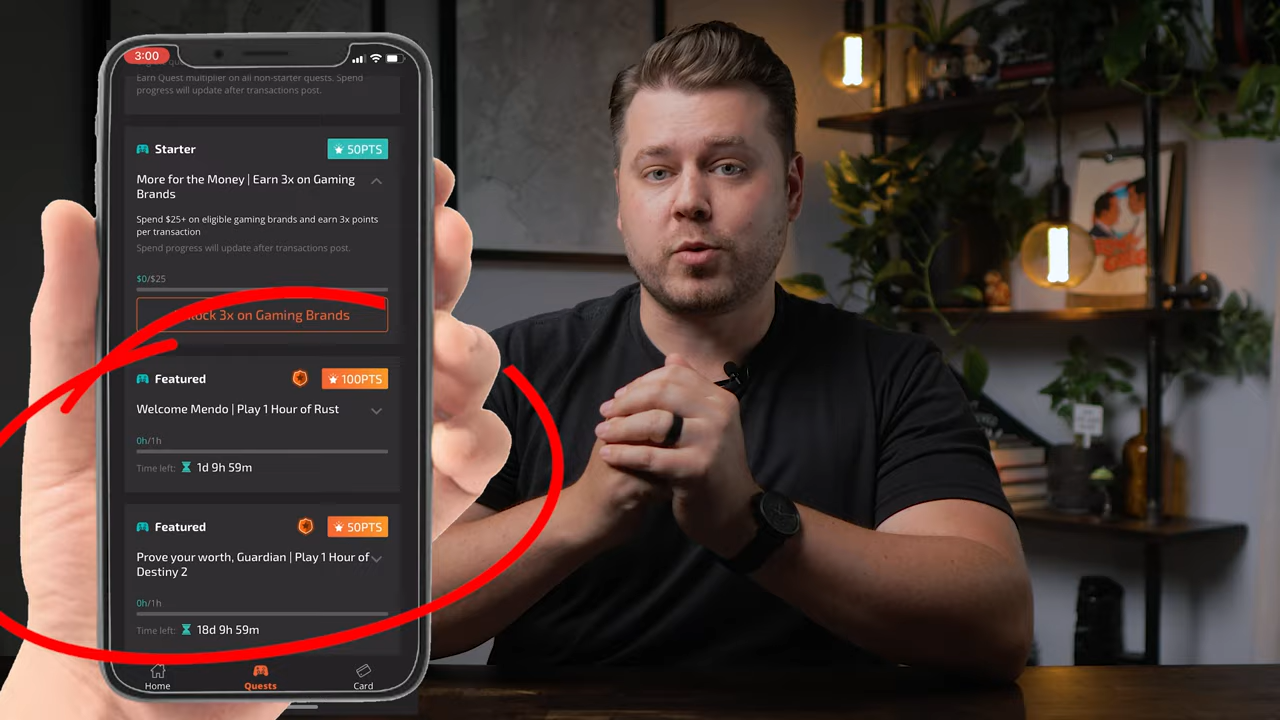 3:00
Earn Quest multiplier on all non-starter quests. Spend
progress will update after transactions post.
Starter
50PTS
More for the Money | Earn 3x on Gaming
Brands
Spend $25+ on eligible gaming brands and earn 3x points
per transaction
Spend progress will update after transactions post.
$0/$25
3x on Gaming Brands
Featured
100PTS
Welcome Mendo | Play 1 Hour of Rust
0h/1h
Time left: 1d 9h 59m
Featured
50PTS
Prove your worth, Guardian | Play 1 Hour of
Destiny 2
0h/1h
Time left: 18d 9h 59m
Home
Quests
Card